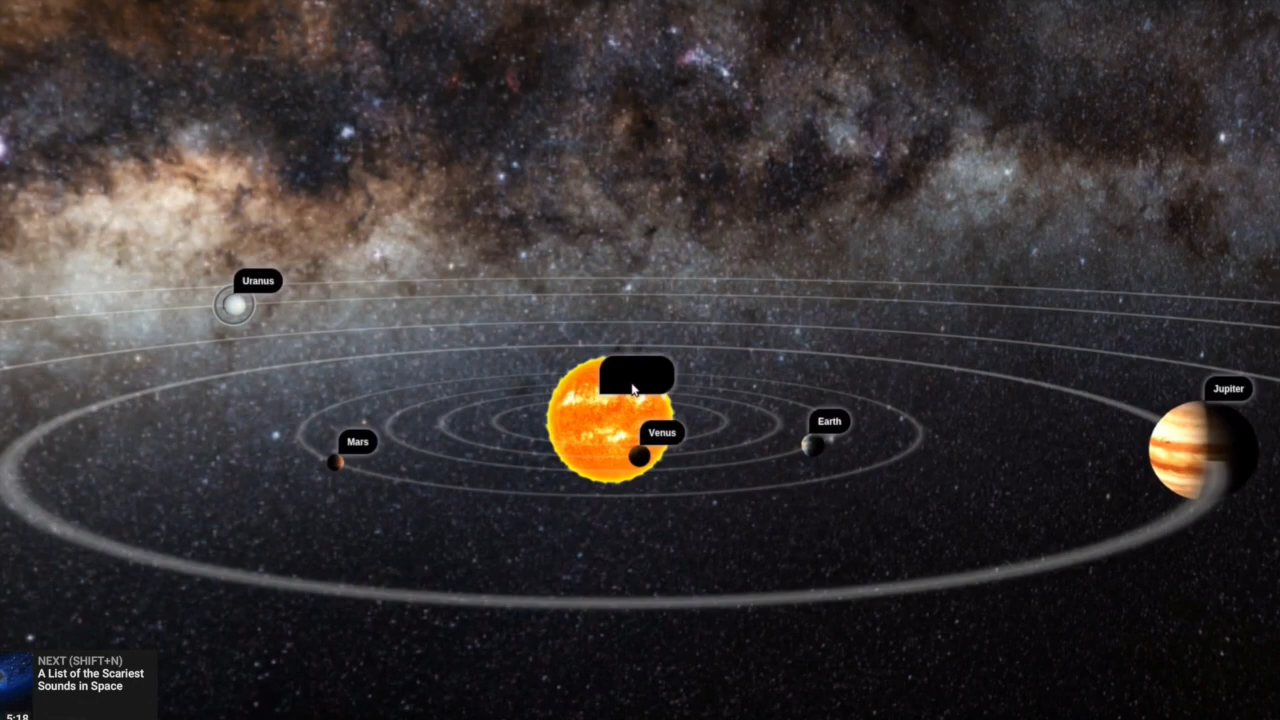 Uranus
Jupiter
Earth
Venus
Mars
NEXT (SHIFT+N)
A List of the Scariest
Sounds in Space
5:18